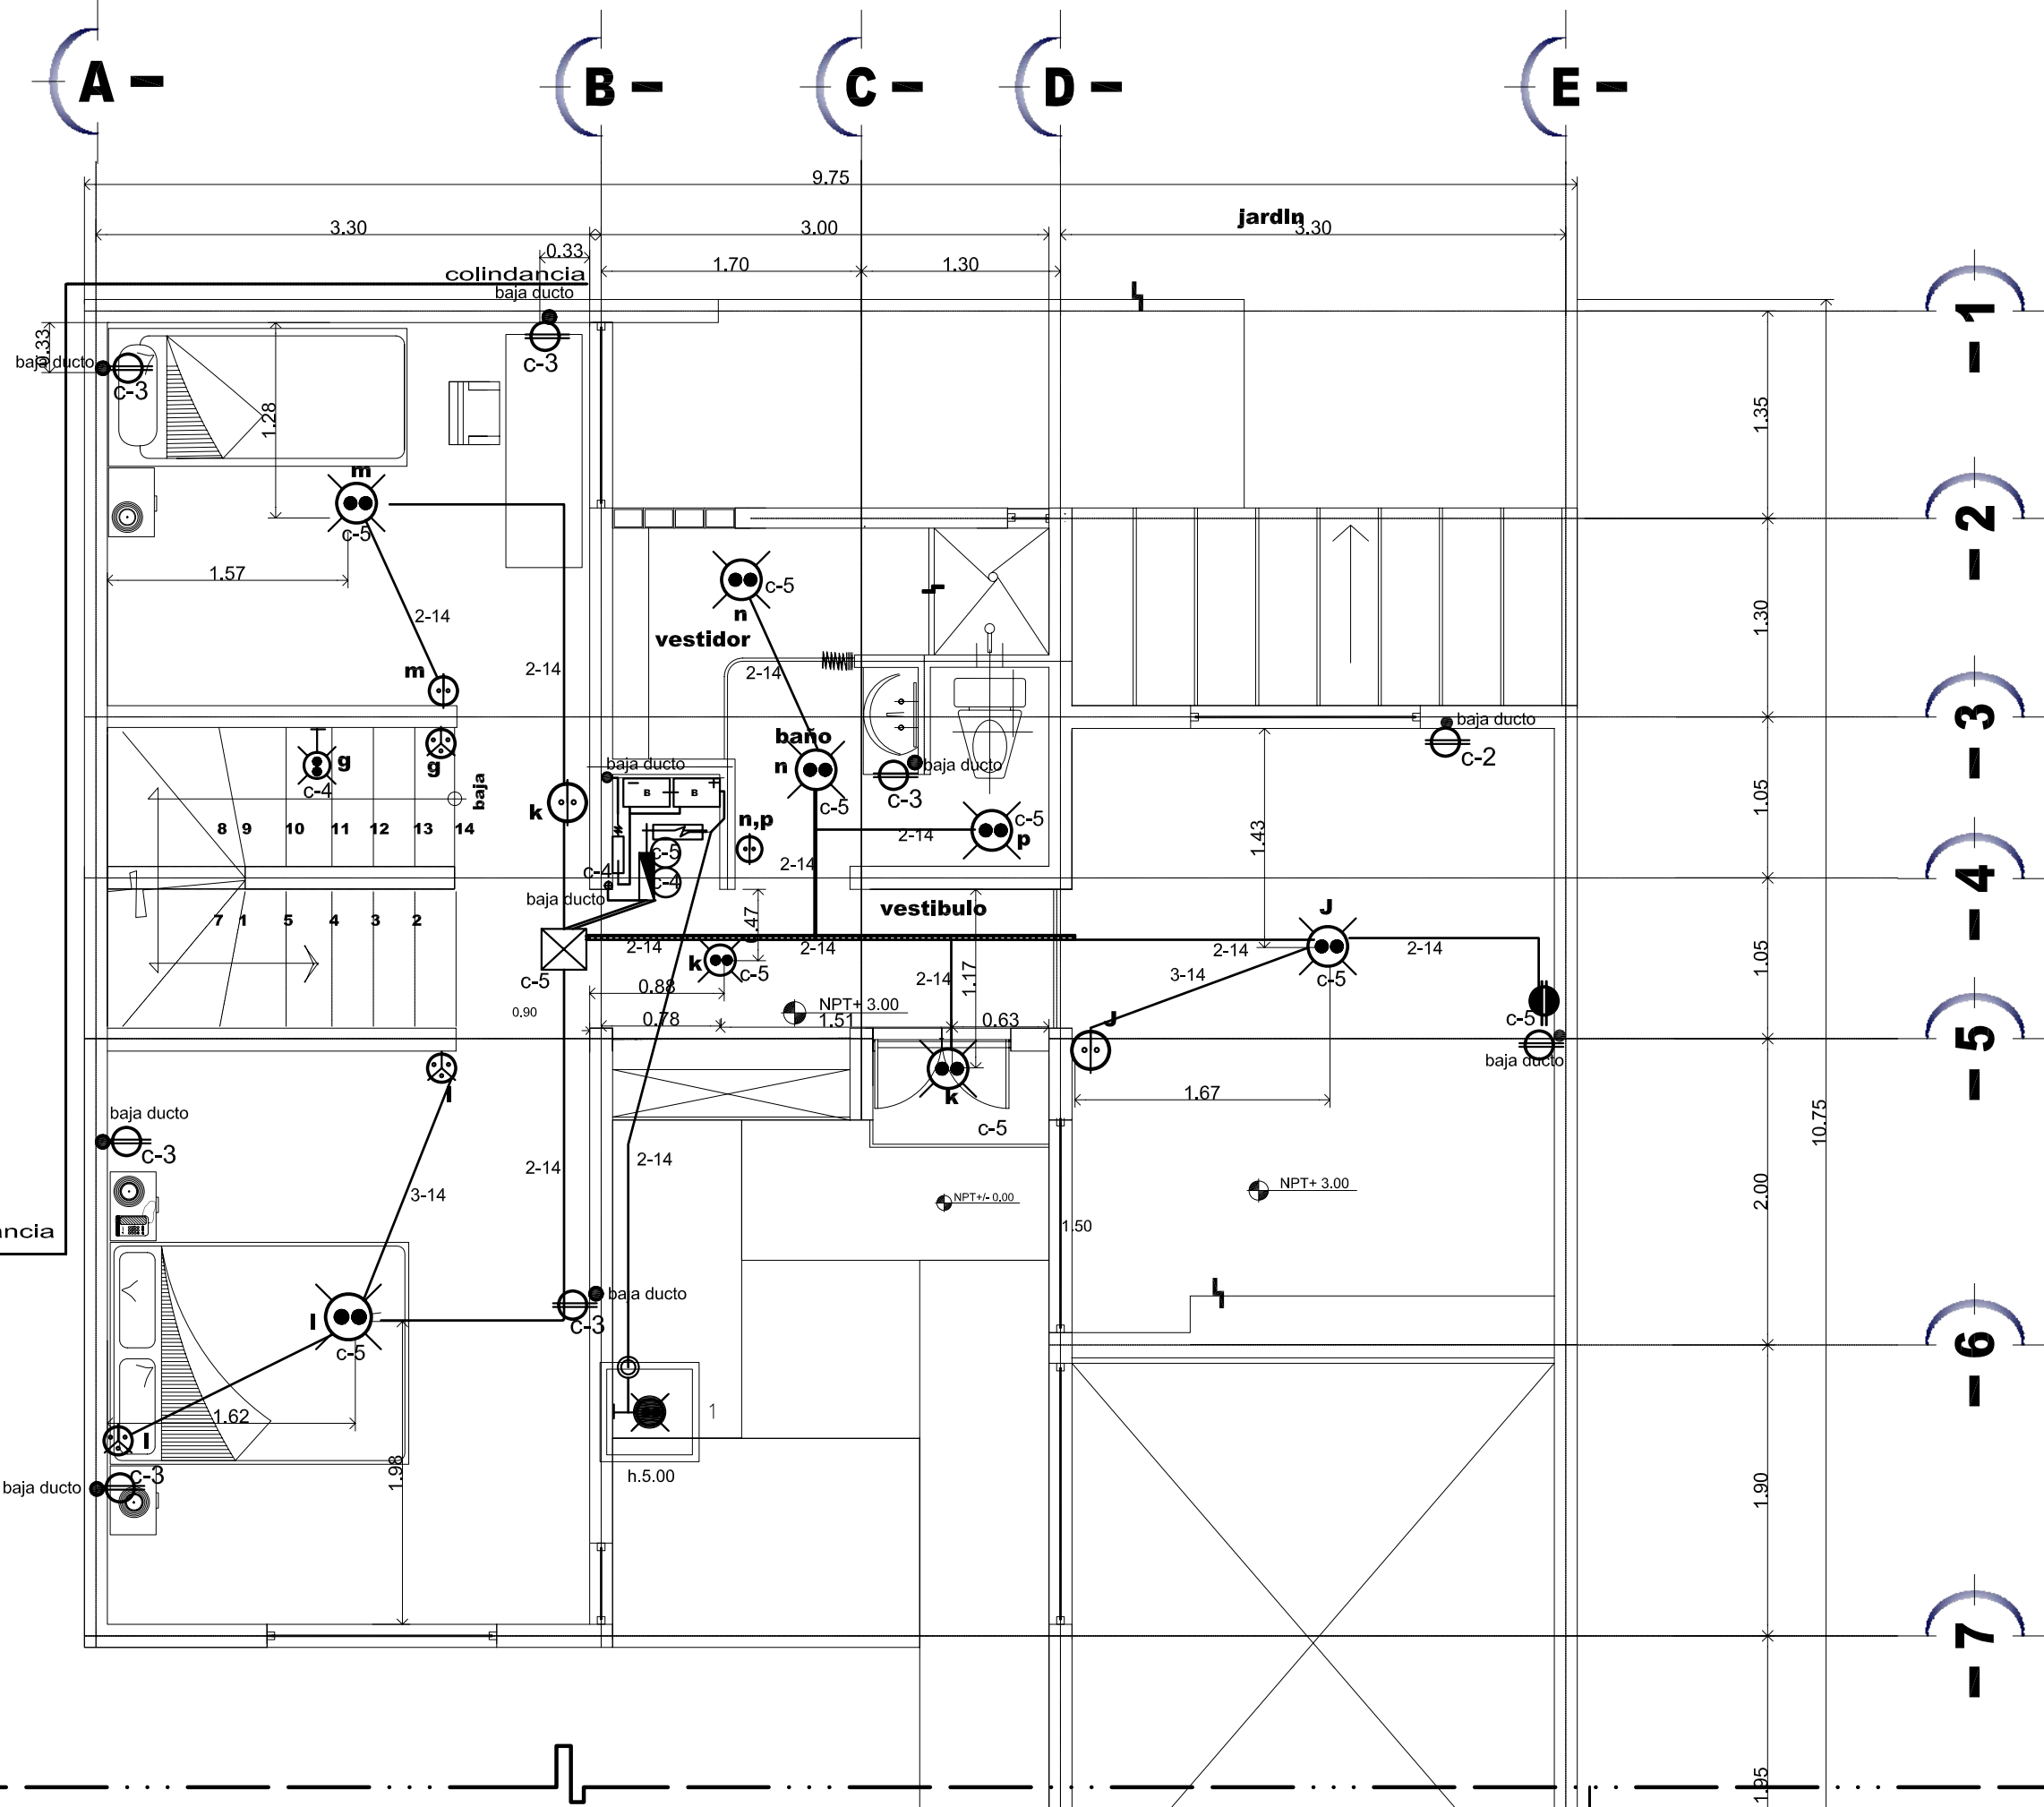 A -
B -
C -
D -
E -
9.75
3.30
3.00
jardIn
3.30
0.33
1.70
1.30
colindancia
baja ducto
- 1
0.33
baja ducto
c-3
c-3
1.28
1.35
m
c-5
- 2
1.57
c-5
n
2-14
1.30
vestidor
m
2-14
2-14
baja ducto
- 3
baño
g
g
n
baja ducto
baja ducto
c-2
c-4
baja
B
B
c-3
c-5
k
n,p
c-5
p
1.05
1.43
8 9 10 11 12 13 14
2-14
c-5
2-14
c-4
c-4
- 4
baja ducto
vestibulo
J
7 1 5 4 3 2
0.47
2-14
2-14
2-14
2-14
1.05
k
c-5
c-5
2-14
1.17
3-14
c-5
0.88
NPT+ 3.00
0.90
0.78
1.51
0.63
J
c-5
- 5
baja ducto
l
k
1.67
baja ducto
10.75
c-5
c-3
2-14
2-14
3-14
NPT+ 3.00
2.00
NPT+/- 0.00
1.50
ancia
baja ducto
l
c-3
c-5
- 6
1.62
l
1
c-3
1.98
h.5.00
baja ducto
1.90
- 7
1.95